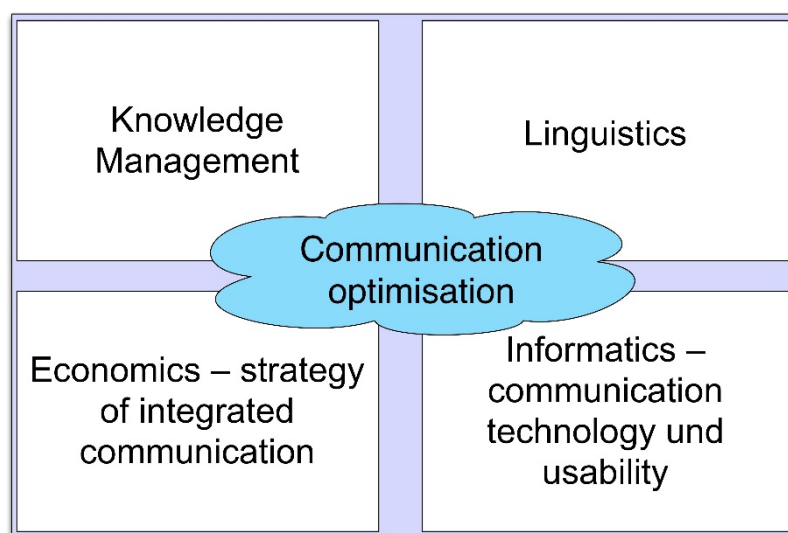 Knowledge
Management
Linguistics
Communication
optimisation
Economics – strategy
of integrated
communication
Informatics –
communication
technology und
usability